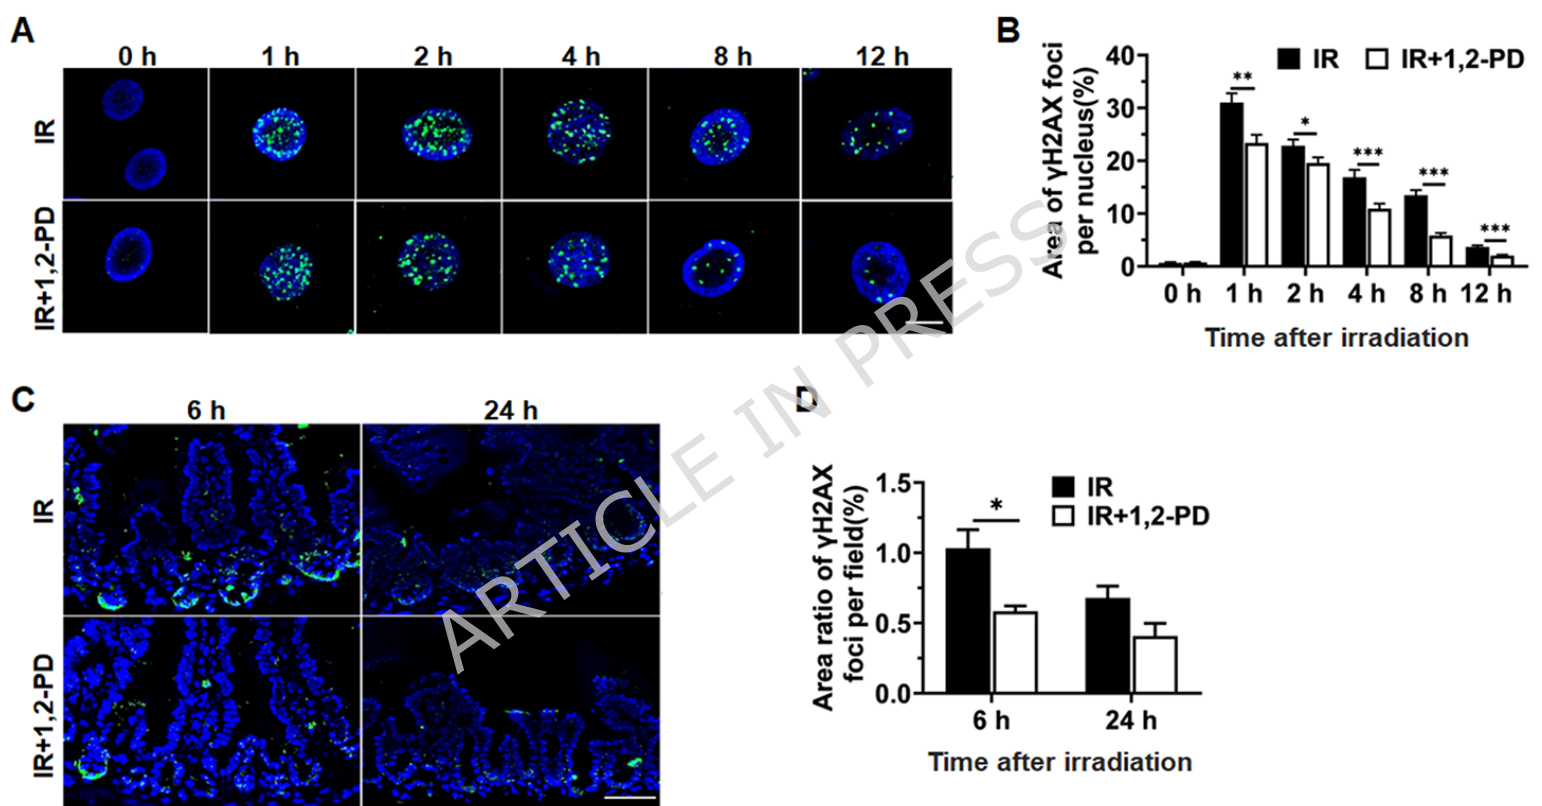 A
0 h 1 h 2 h 4 h 8 h 12 h
IR
IR+1,2-PD
B
Area of γH2AX foci
per nucleus(%)
40
30
20
10
0
IR IR+1,2-PD
**
*
***
***
***
0 h 1 h 2 h 4 h 8 h 12 h
Time after irradiation
C
6 h 24 h
IR
IR+1,2-PD
D
Area ratio of γH2AX
foci per field(%)
1.5
1.0
0.5
0.0
IR
IR+1,2-PD
*
6 h 24 h
Time after irradiation
ARTICLE IN PRESS